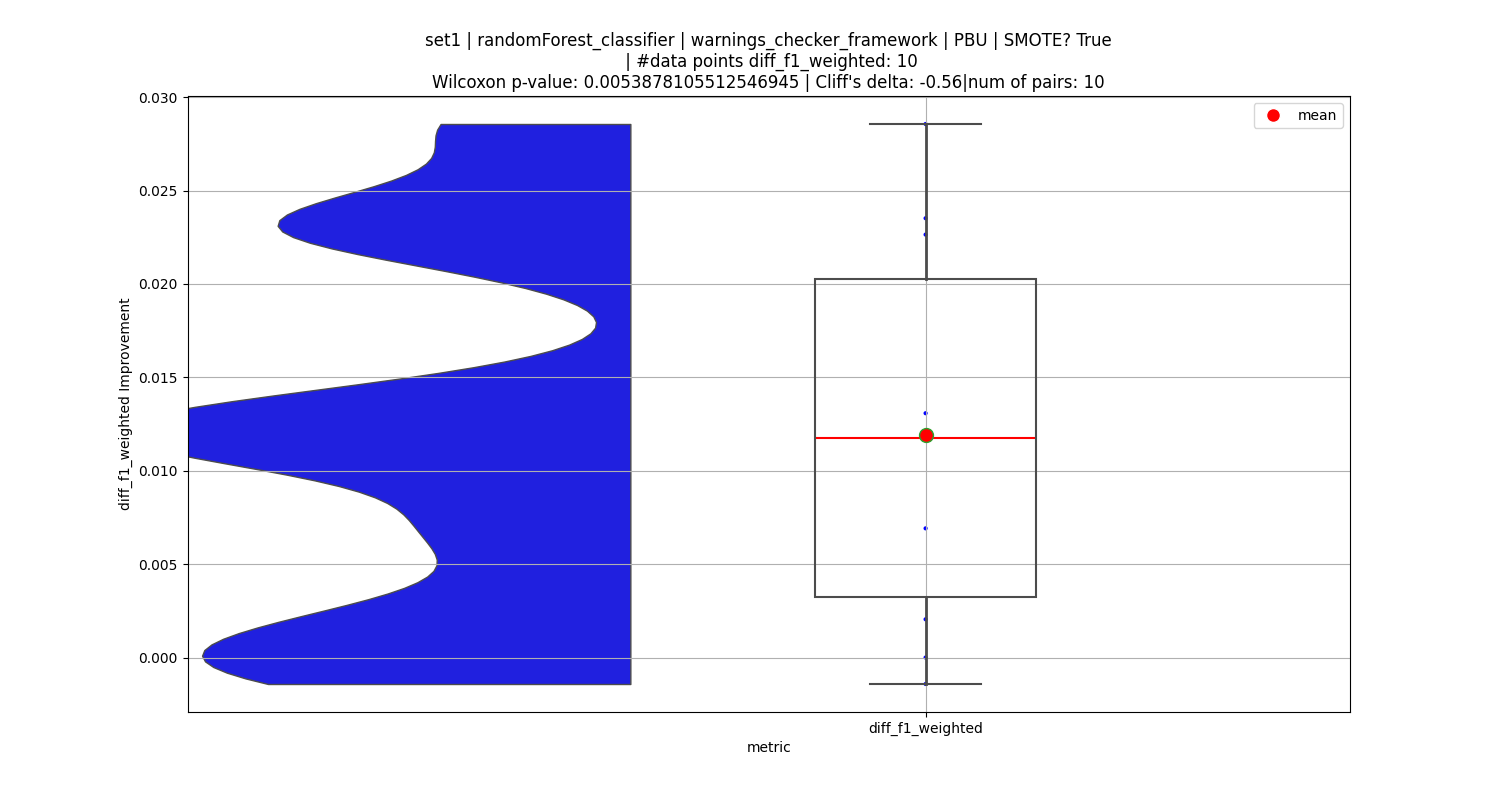 set1 | randomForest_classifier | warnings_checker_framework | PBU | SMOTE? True
| #data points diff_f1_weighted: 10
Wilcoxon p-value: 0.0053878105512546945 | Cliff's delta: -0.56|num of pairs: 10
mean
0.030
0.025
0.020
0.015
0.010
0.005
0.000
diff_f1_weighted Improvement
diff_f1_weighted
metric